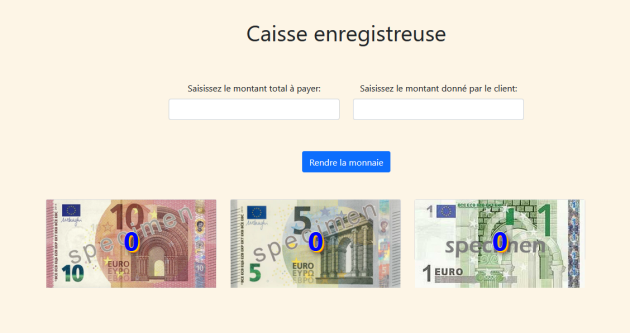 Caisse enregistreuse
Saisissez le montant total à payer:
Saisissez le montant donné par le client:
Rendre la monnaie
10
specimen
0
10
EURO
ΕΥΡΩ
5
specimen
0
5
EURO
ΕΥΡΩ
1
1
specimen
0
1 EURO